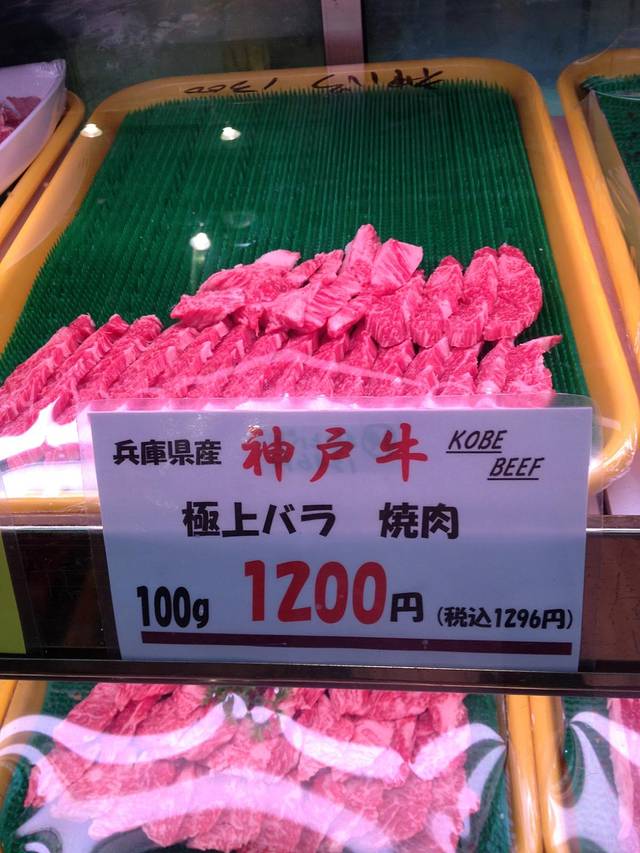 兵庫県産 神戸牛 KOBE BEEF
極上バラ 焼肉
100g 1200円 (税込1296円)